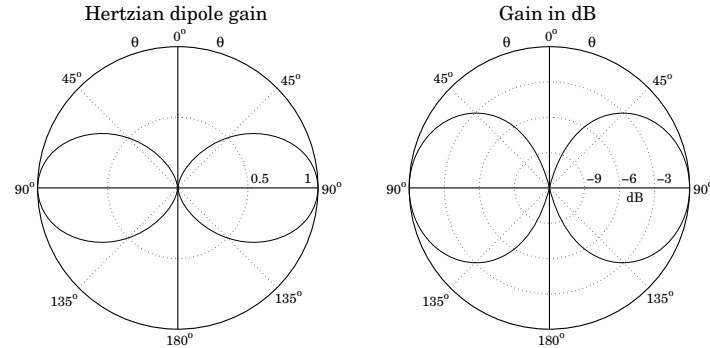 Hertzian dipole gain
0°
θ θ
45° 45°
90° 0.5 1 90°
135° 135°
180°
Gain in dB
0°
θ θ
45° 45°
90° −9 −6 −3 90°
dB
135° 135°
180°